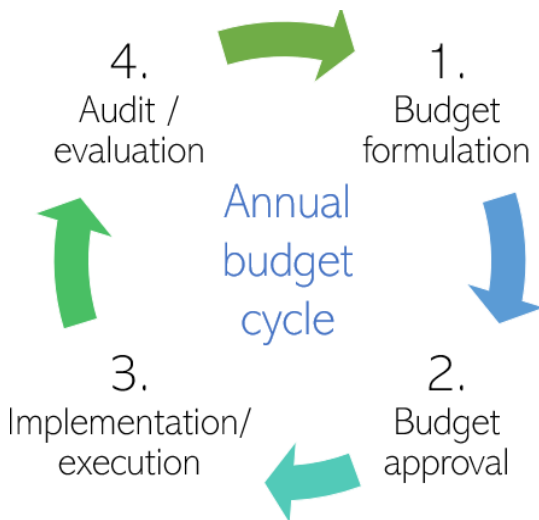 4.
Audit /
evaluation
1.
Budget
formulation
Annual
budget
cycle
3.
Implementation/
execution
2.
Budget
approval